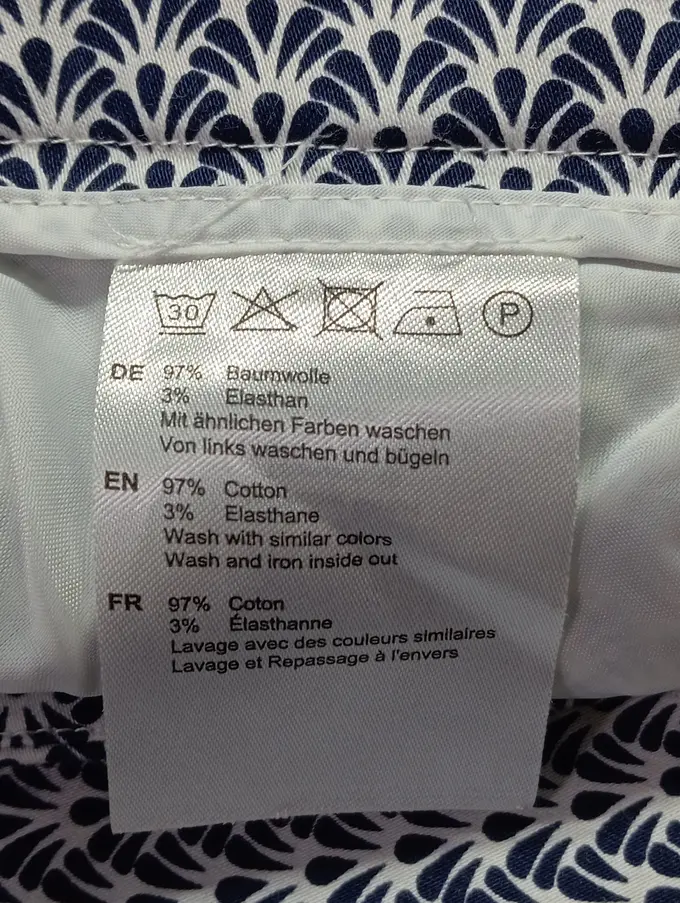 30 P
DE 97% Baumwolle
3% Elasthan
Mit ähnlichen Farben waschen
Von links waschen und bügeln
EN 97% Cotton
3% Elasthane
Wash with similar colors
Wash and iron inside out
FR 97% Coton
3% Élasthanne
Lavage avec des couleurs similaires
Lavage et Repassage à l'envers